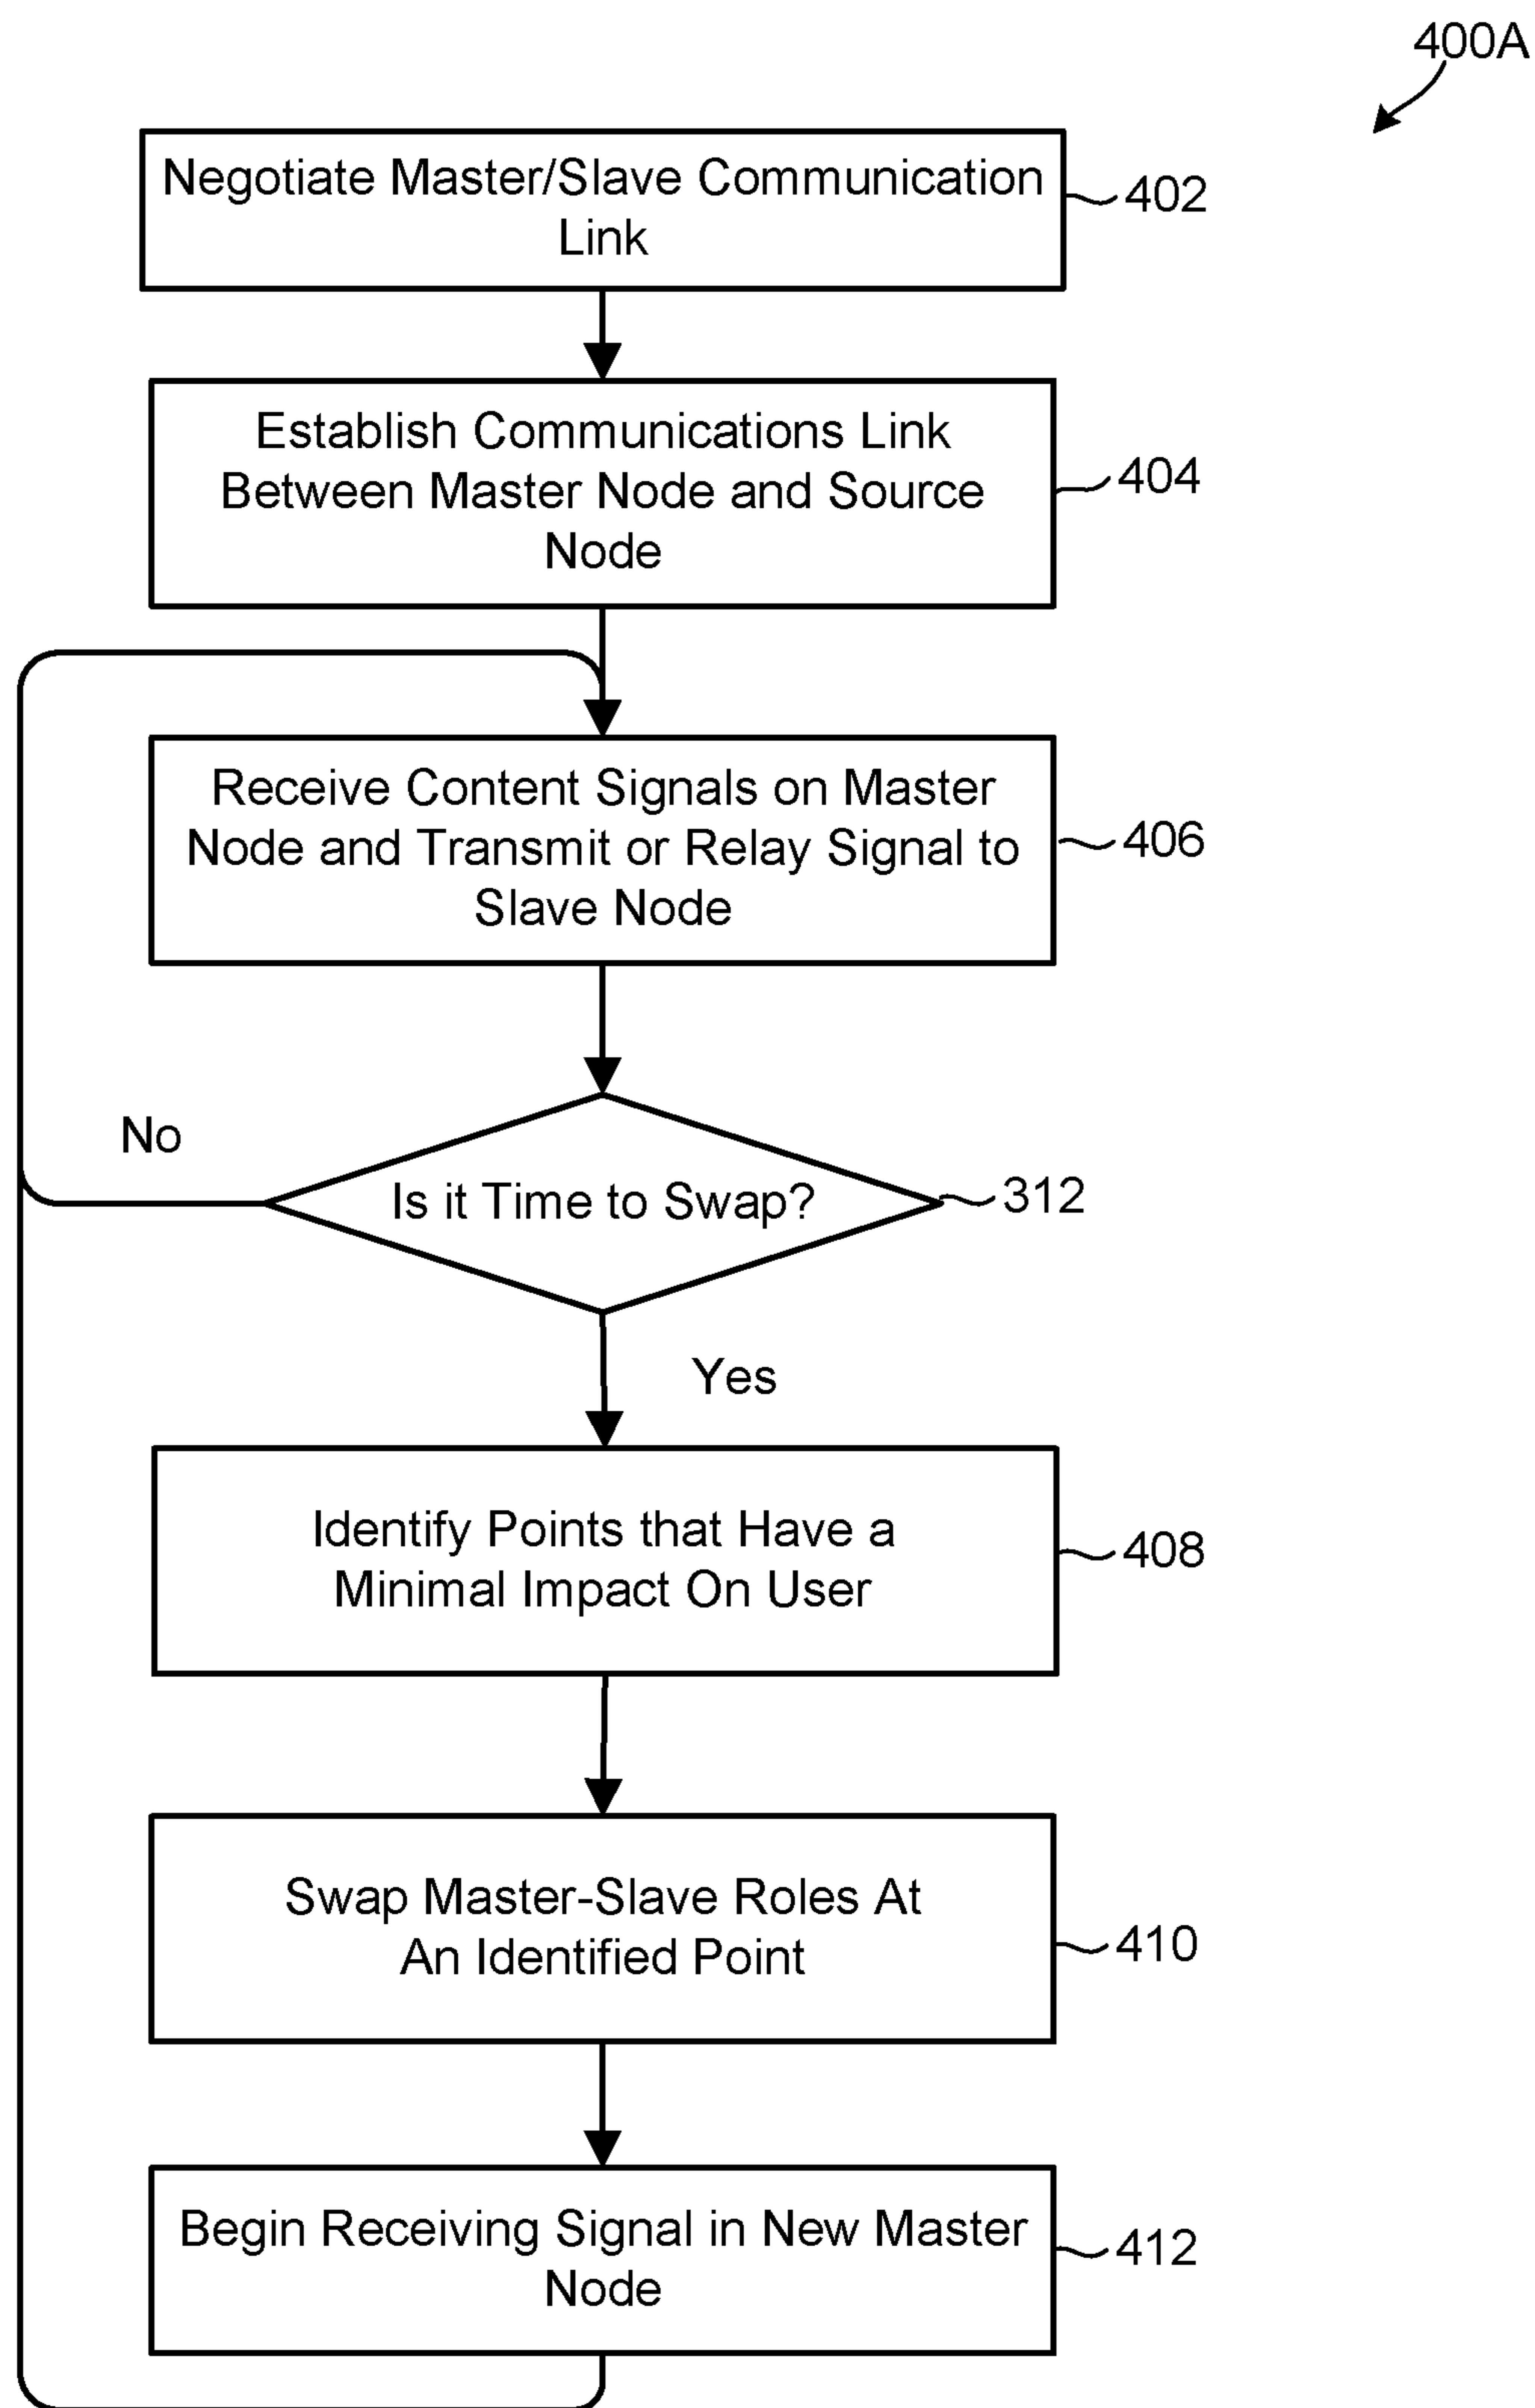 400A
Negotiate Master/Slave Communication
Link
402
Establish Communications Link
Between Master Node and Source
Node
404
Receive Content Signals on Master
Node and Transmit or Relay Signal to
Slave Node
406
No
Is it Time to Swap?
312
Yes
Identify Points that Have a
Minimal Impact On User
408
Swap Master-Slave Roles At
An Identified Point
410
Begin Receiving Signal in New Master
Node
412